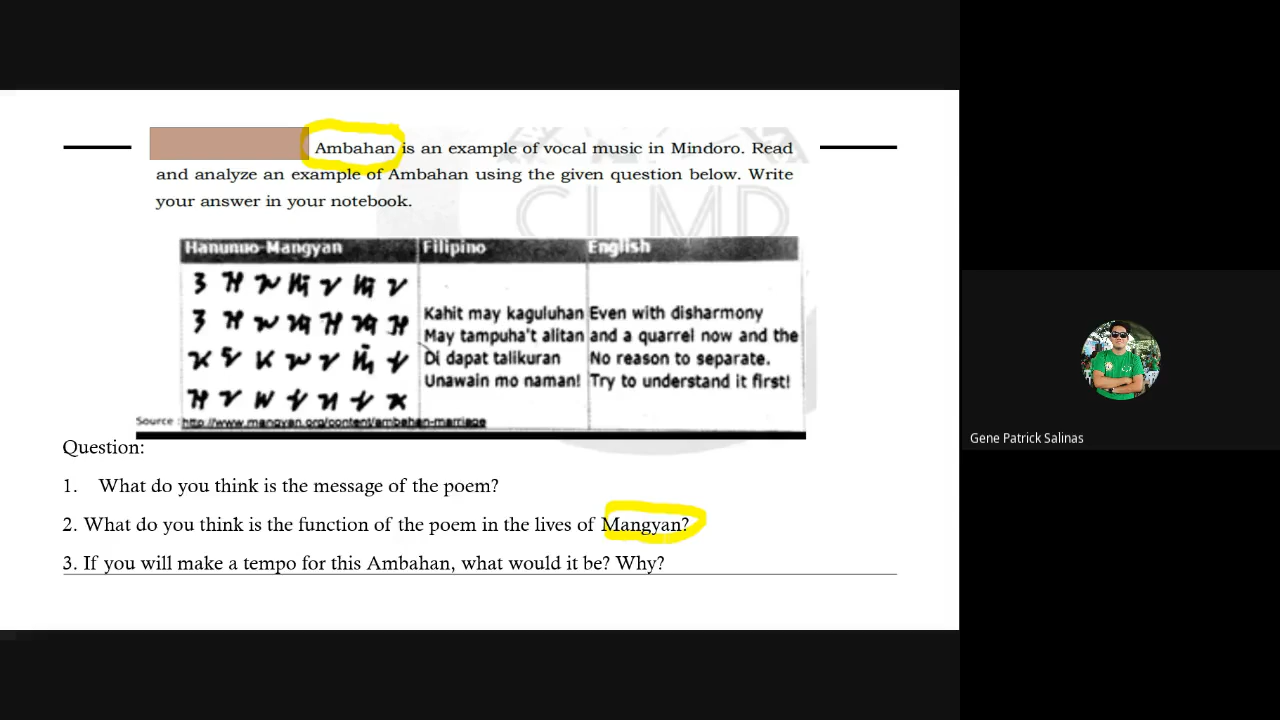 Ambahan is an example of vocal music in Mindoro. Read
and analyze an example of Ambahan using the given question below. Write
your answer in your notebook.
CLMD
Hanunuo-Mangyan Filipino English
ᜢ
Kahit may kaguluhan Even with disharmony
May tampuha't alitan and a quarrel now and the
Di dapat talikuran No reason to separate.
Unawain mo naman! Try to understand it first!
Source : http://www.mangyan.org/content/ambahan-marriage
Question:
1. What do you think is the message of the poem?
2. What do you think is the function of the poem in the lives of Mangyan?
3. If you will make a tempo for this Ambahan, what would it be? Why?
Gene Patrick Salinas